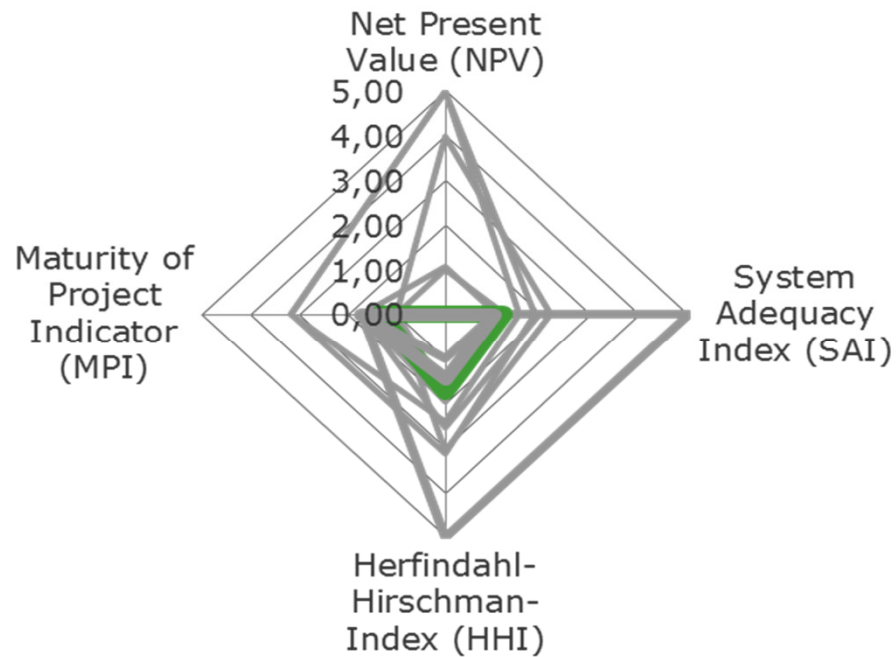 Net Present
Value (NPV)
5,00
4,00
3,00
2,00
1,00
0,00
Maturity of
Project
Indicator
(MPI)
System
Adequacy
Index (SAI)
Herfindahl-
Hirschman-
Index (HHI)